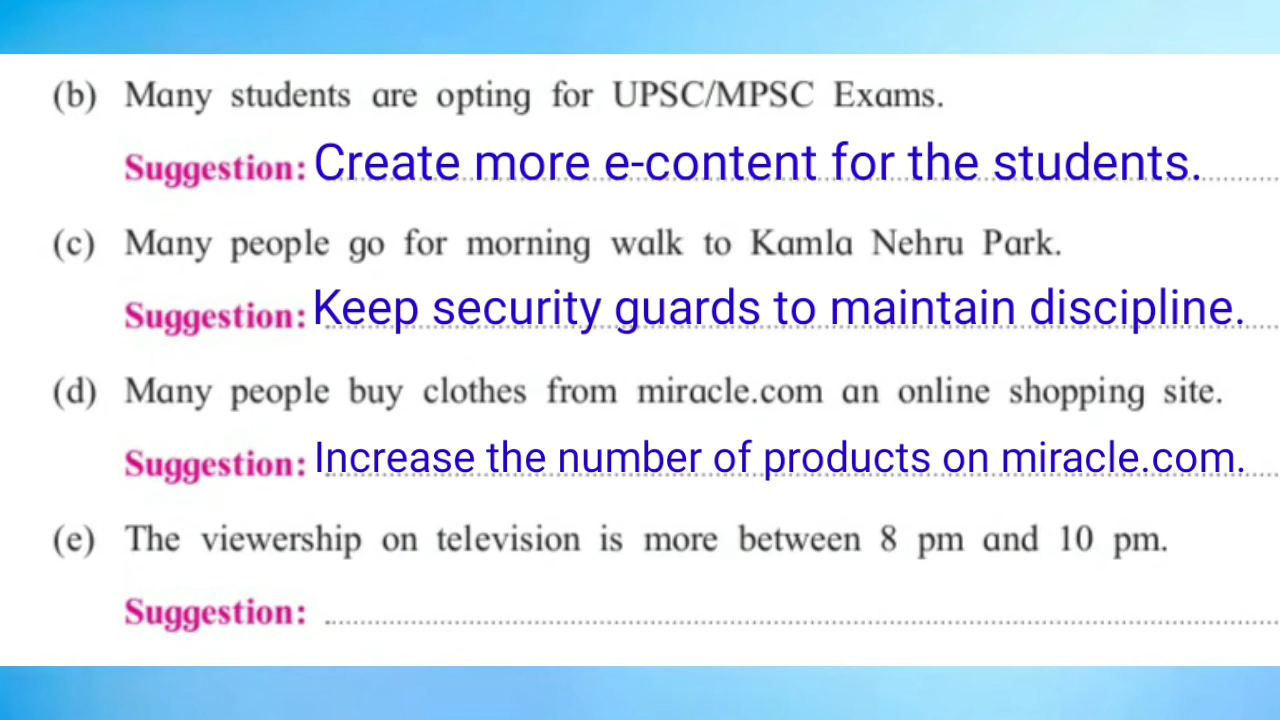 (b) Many students are opting for UPSC/MPSC Exams.
Suggestion: Create more e-content for the students.
(c) Many people go for morning walk to Kamla Nehru Park.
Suggestion: Keep security guards to maintain discipline.
(d) Many people buy clothes from miracle.com an online shopping site.
Suggestion: Increase the number of products on miracle.com.
(e) The viewership on television is more between 8 pm and 10 pm.
Suggestion: